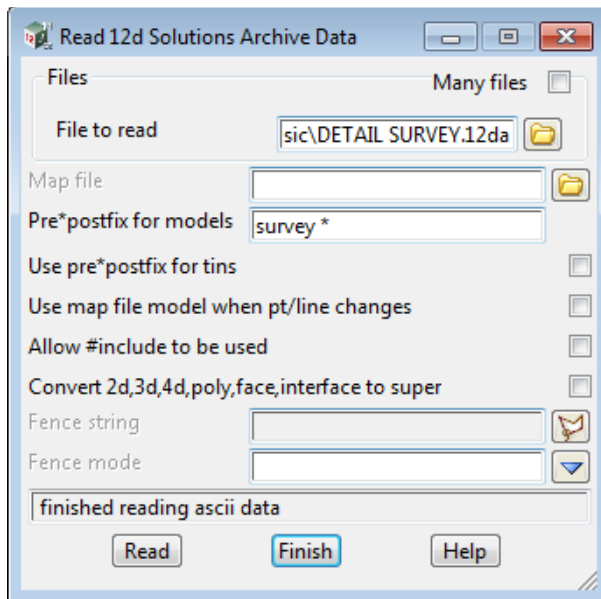 Read 12d Solutions Archive Data
Files
Many files
File to read sic\DETAIL SURVEY.12da
Map file
Pre*postfix for models survey *
Use pre*postfix for tins
Use map file model when pt/line changes
Allow #include to be used
Convert 2d,3d,4d,poly,face,interface to super
Fence string
Fence mode
finished reading ascii data
Read Finish Help